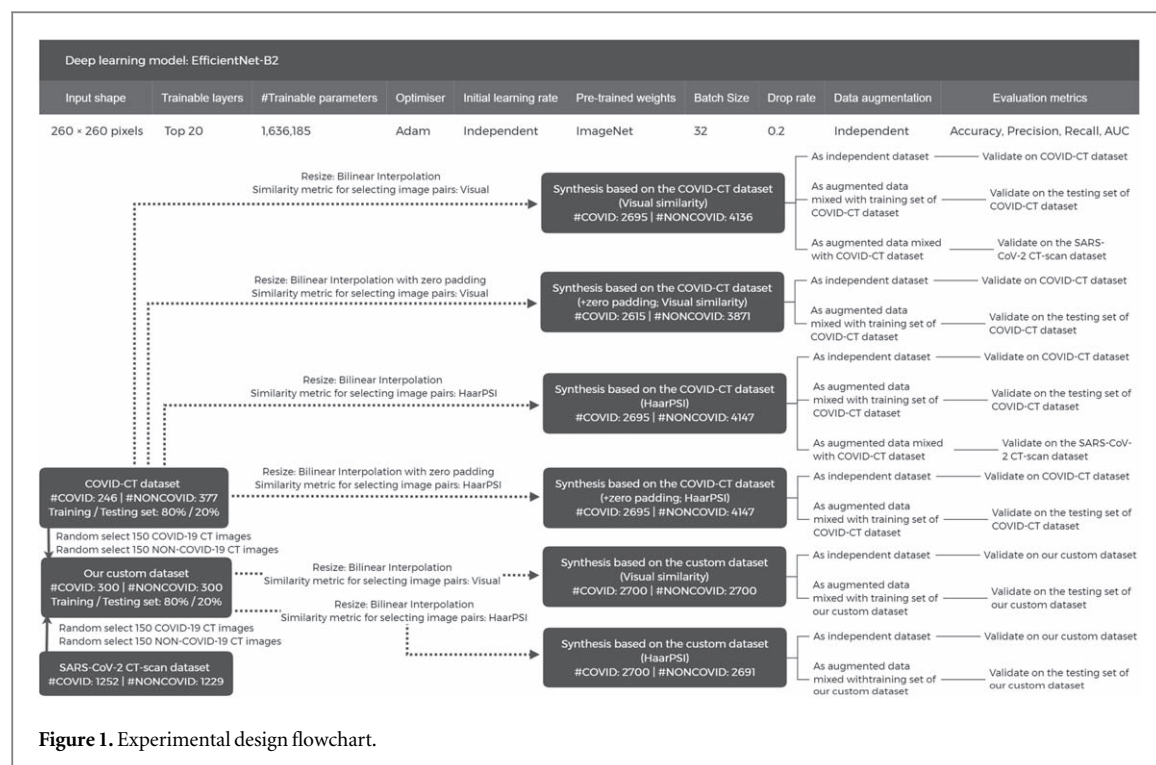 Deep learning model: EfficientNet-B2
Input shape Trainable layers #Trainable parameters Optimiser Initial learning rate Pre-trained weights Batch Size Drop rate Data augmentation Evaluation metrics
260 × 260 pixels Top 20 1,636,185 Adam Independent ImageNet 32 0.2 Independent Accuracy, Precision, Recall, AUC
Resize: Bilinear Interpolation
Similarity metric for selecting image pairs: Visual
Synthesis based on the COVID-CT dataset
(Visual similarity)
#COVID: 2695 | #NONCOVID: 4136
As independent dataset
Validate on COVID-CT dataset
As augmented data
mixed with training set of
COVID-CT dataset
Validate on the testing set of
COVID-CT dataset
As augmented data mixed
with COVID-CT dataset
Validate on the SARS-
CoV-2 CT-scan dataset
Resize: Bilinear Interpolation with zero padding
Similarity metric for selecting image pairs: Visual
Synthesis based on the COVID-CT dataset
(+zero padding; Visual similarity)
#COVID: 2615 | #NONCOVID: 3871
As independent dataset
Validate on COVID-CT dataset
As augmented data
mixed with training set of
COVID-CT dataset
Validate on the testing set of
COVID-CT dataset
Resize: Bilinear Interpolation
Similarity metric for selecting image pairs: HaarPSI
Synthesis based on the COVID-CT dataset
(HaarPSI)
#COVID: 2695 | #NONCOVID: 4147
As independent dataset
Validate on COVID-CT dataset
As augmented data
mixed with training set of
COVID-CT dataset
Validate on the testing set of
COVID-CT dataset
As augmented data mixed
with COVID-CT dataset
Validate on the SARS-CoV-
2 CT-scan dataset
COVID-CT dataset
#COVID: 246 | #NONCOVID: 377
Training / Testing set: 80% / 20%
Resize: Bilinear Interpolation with zero padding
Similarity metric for selecting image pairs: HaarPSI
Synthesis based on the COVID-CT dataset
(+zero padding; HaarPSI)
#COVID: 2695 | #NONCOVID: 4147
As independent dataset
Validate on COVID-CT dataset
As augmented data
mixed with training set of
COVID-CT dataset
Validate on the testing set of
COVID-CT dataset
Random select 150 COVID-19 CT images
Random select 150 NON-COVID-19 CT images
Our custom dataset
#COVID: 300 | #NONCOVID: 300
Training / Testing set: 80% / 20%
Resize: Bilinear Interpolation
Similarity metric for selecting image pairs: Visual
Synthesis based on the custom dataset
(Visual similarity)
#COVID: 2700 | #NONCOVID: 2700
As independent dataset
Validate on our custom dataset
As augmented data
mixed with training set of
our custom dataset
Validate on the testing set of
our custom dataset
Resize: Bilinear Interpolation
Similarity metric for selecting image pairs: HaarPSI
Random select 150 COVID-19 CT images
Random select 150 NON-COVID-19 CT images
SARS-CoV-2 CT-scan dataset
#COVID: 1252 | #NONCOVID: 1229
Synthesis based on the custom dataset
(HaarPSI)
#COVID: 2700 | #NONCOVID: 2691
As independent dataset
Validate on our custom dataset
As augmented data
mixed withtraining set of
our custom dataset
Validate on the testing set of
our custom dataset
Figure 1. Experimental design flowchart.